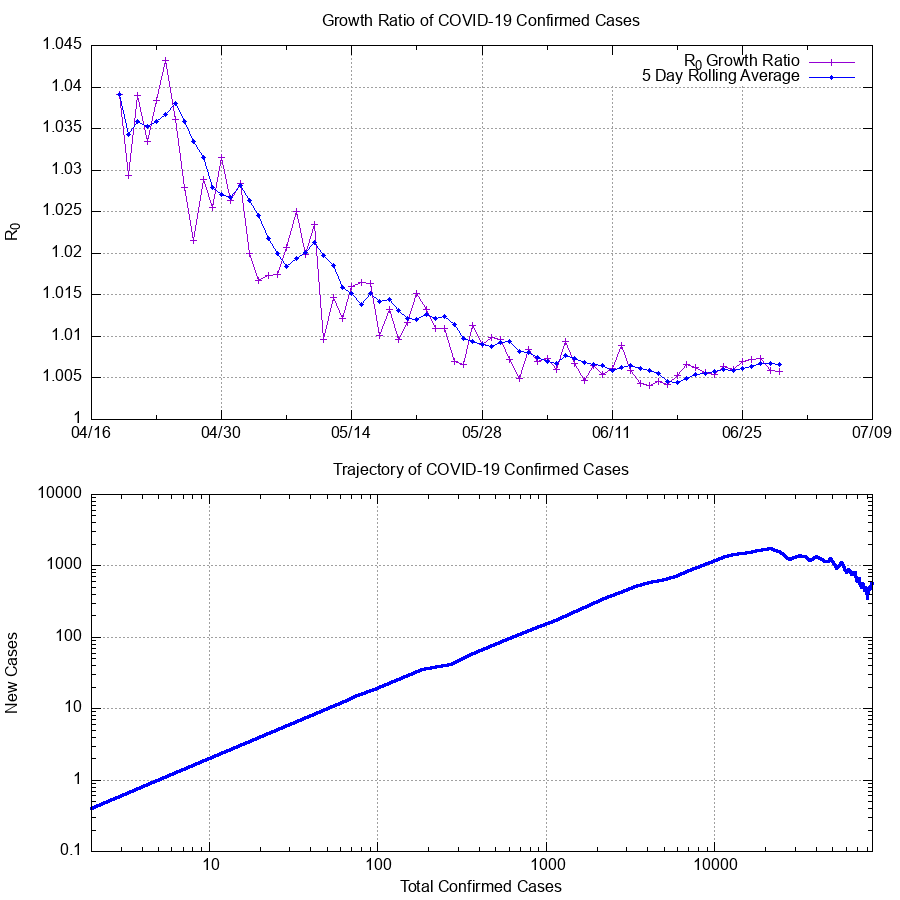 Growth Ratio of COVID-19 Confirmed Cases
1.045
1.04
1.035
1.03
1.025
1.02
1.015
1.01
1.005
1
R0
R0 Growth Ratio
5 Day Rolling Average
04/16 04/30 05/14 05/28 06/11 06/25 07/09
Trajectory of COVID-19 Confirmed Cases
10000
1000
100
10
1
0.1
New Cases
10 100 1000 10000
Total Confirmed Cases